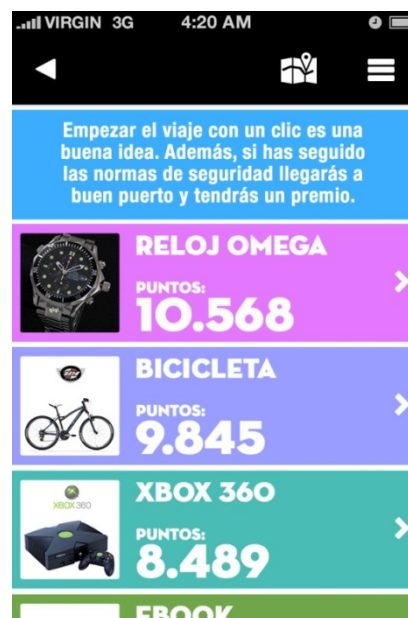 VIRGIN 3G 4:20 AM
Empezar el viaje con un clic es una
buena idea. Además, si has seguido
las normas de seguridad llegarás a
buen puerto y tendrás un premio.
RELOJ OMEGA
PUNTOS:
10.568
BICICLETA
PUNTOS:
9.845
XBOX 360
XBOX 360
PUNTOS:
8.489
EBOOK